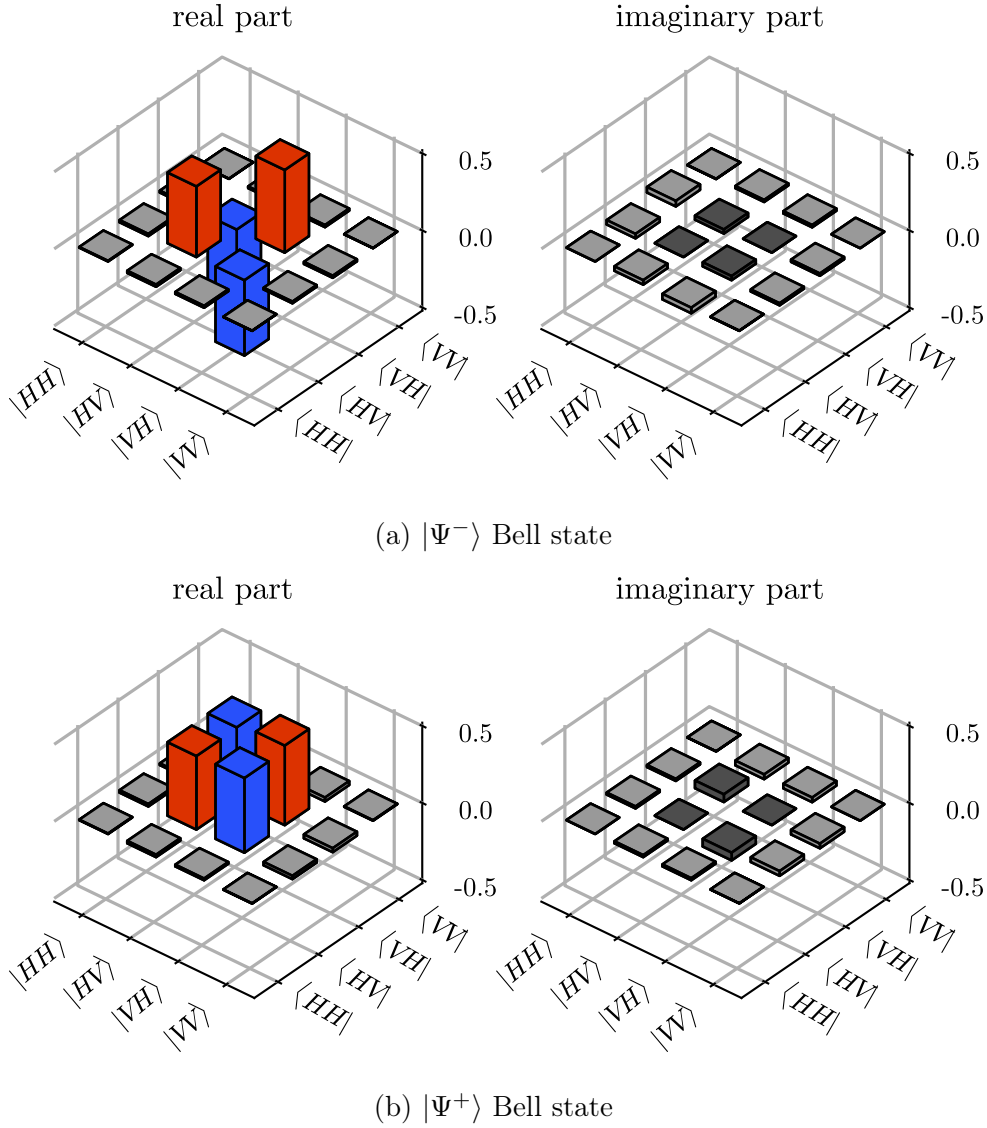 real part imaginary part
0.5 0.5
0.0 0.0
-0.5 -0.5
|HH⟩ |HV⟩ |VH⟩ |VV⟩ ⟨HH| ⟨HV| ⟨VH| ⟨VV| |HH⟩ |HV⟩ |VH⟩ |VV⟩ ⟨HH| ⟨HV| ⟨VH| ⟨VV|
(a) |Ψ⁻⟩ Bell state
real part imaginary part
0.5 0.5
0.0 0.0
-0.5 -0.5
|HH⟩ |HV⟩ |VH⟩ |VV⟩ ⟨HH| ⟨HV| ⟨VH| ⟨VV| |HH⟩ |HV⟩ |VH⟩ |VV⟩ ⟨HH| ⟨HV| ⟨VH| ⟨VV|
(b) |Ψ⁺⟩ Bell state